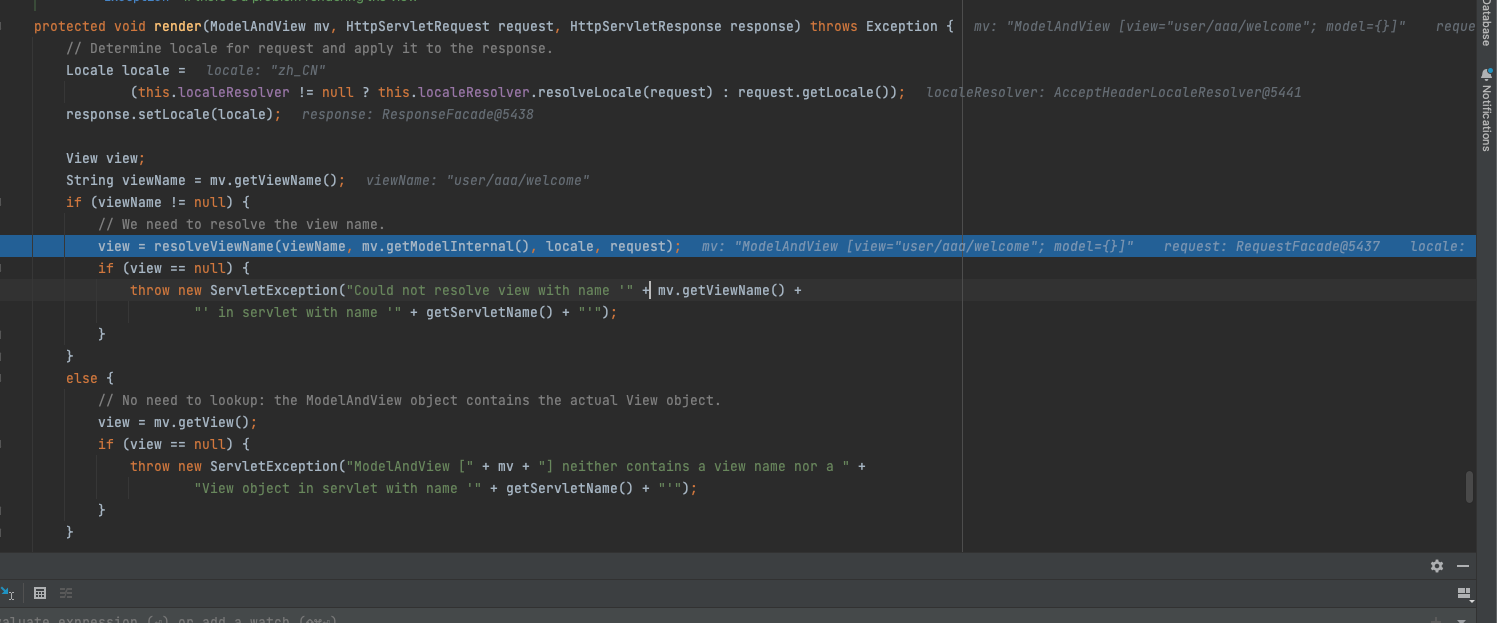 protected void render(ModelAndView mv, HttpServletRequest request, HttpServletResponse response) throws Exception {  mv: "ModelAndView [view="user/aaa/welcome"; model={}]"
// Determine locale for request and apply it to the response.
Locale locale =  locale: "zh_CN"
(this.localeResolver != null ? this.localeResolver.resolveLocale(request) : request.getLocale());  localeResolver: AcceptHeaderLocaleResolver@5441
response.setLocale(locale);  response: ResponseFacade@5438
View view;
String viewName = mv.getViewName();  viewName: "user/aaa/welcome"
if (viewName != null) {
// We need to resolve the view name.
view = resolveViewName(viewName, mv.getModelInternal(), locale, request);  mv: "ModelAndView [view="user/aaa/welcome"; model={}]"  request: RequestFacade@5437  locale:
if (view == null) {
throw new ServletException("Could not resolve view with name '" + mv.getViewName() +
"' in servlet with name '" + getServletName() + "'");
}
}
else {
// No need to lookup: the ModelAndView object contains the actual View object.
view = mv.getView();
if (view == null) {
throw new ServletException("ModelAndView [" + mv + "] neither contains a view name nor a " +
"View object in servlet with name '" + getServletName() + "'");
}
}
Database
Notifications
expression
or add a watch